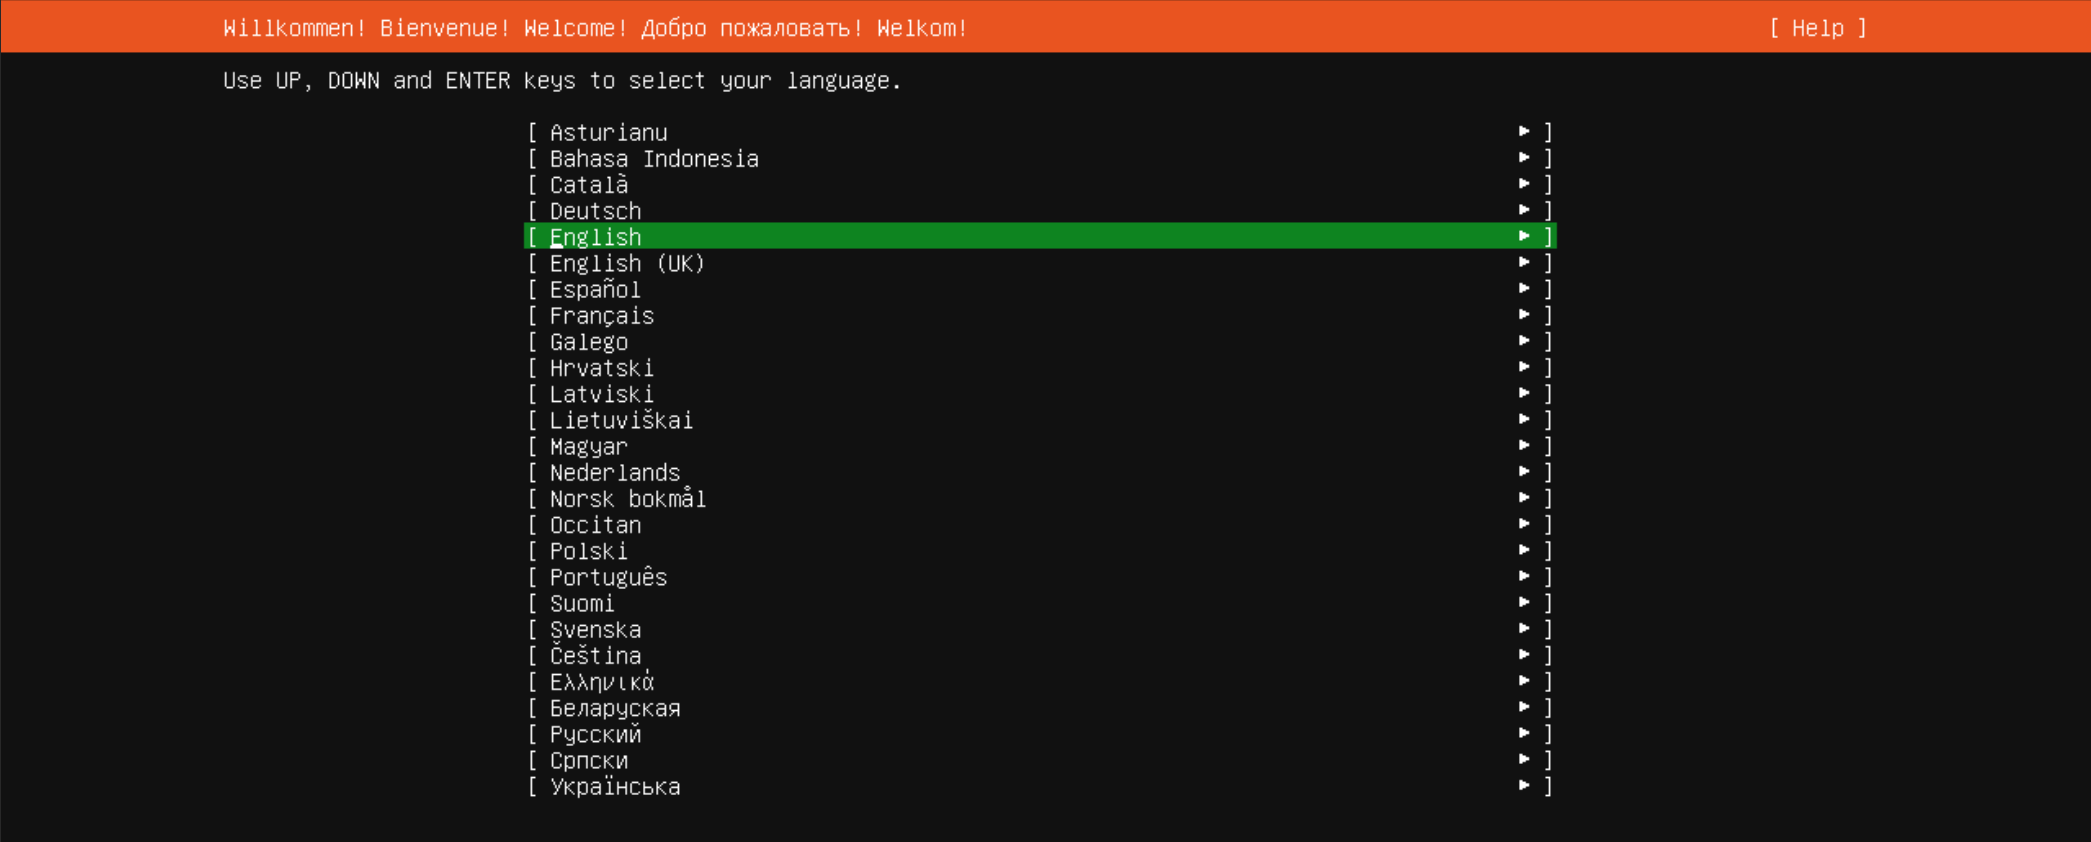 Willkommen! Bienvenue! Welcome! Добро пожаловать! Welkom! [ Help ]
Use UP, DOWN and ENTER keys to select your language.
[ Asturianu ► ]
[ Bahasa Indonesia ► ]
[ Català ► ]
[ Deutsch ► ]
[ English ► ]
[ English (UK) ► ]
[ Español ► ]
[ Français ► ]
[ Galego ► ]
[ Hrvatski ► ]
[ Latviski ► ]
[ Lietuviškai ► ]
[ Magyar ► ]
[ Nederlands ► ]
[ Norsk bokmål ► ]
[ Occitan ► ]
[ Polski ► ]
[ Português ► ]
[ Suomi ► ]
[ Svenska ► ]
[ Čeština ► ]
[ Ελληνικά ► ]
[ Беларуская ► ]
[ Русский ► ]
[ Српски ► ]
[ Українська ► ]